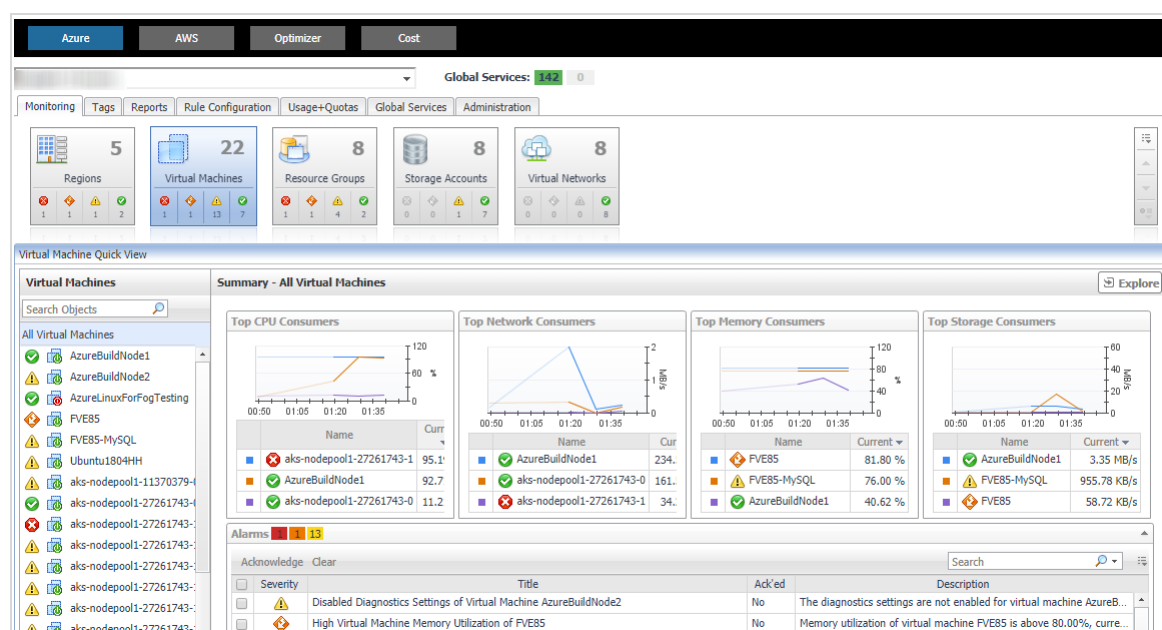 Azure AWS Optimizer Cost
Global Services: 142 0
Monitoring Tags Reports Rule Configuration Usage+Quotas Global Services Administration
5 22 8 8 8
Regions Virtual Machines Resource Groups Storage Accounts Virtual Networks
1 1 1 2 1 1 13 7 1 1 4 2 0 0 1 7 0 0 0 8
Virtual Machine Quick View
Virtual Machines
Search Objects
All Virtual Machines
AzureBuildNode1
AzureBuildNode2
AzureLinuxForFogTesting
FVE85
FVE85-MySQL
Ubuntu1804HH
aks-nodepool1-11370379-0
aks-nodepool1-27261743-0
aks-nodepool1-27261743-
aks-nodepool1-27261743-
aks-nodepool1-27261743-
aks-nodepool1-27261743-
aks-nodepool1-27261743-
aks-nodepool1-27261743-
Summary - All Virtual Machines Explore
Top CPU Consumers
120
60 %
0
00:50 01:05 01:20 01:35
Name Curr
aks-nodepool1-27261743-1 95.1
AzureBuildNode1 92.7
aks-nodepool1-27261743-0 11.2
Top Network Consumers
2
1 MB/s
0
00:50 01:05 01:20 01:35
Name Cur
AzureBuildNode1 234..
aks-nodepool1-27261743-0 161.
aks-nodepool1-27261743-1 34..
Top Memory Consumers
120
80 %
40
0
00:50 01:05 01:20 01:35
Name Current
FVE85 81.80 %
FVE85-MySQL 76.00 %
AzureBuildNode1 40.62 %
Top Storage Consumers
60
40 MB/s
20
0
00:50 01:05 01:20 01:35
Name Current
AzureBuildNode1 3.35 MB/s
FVE85-MySQL 955.78 KB/s
FVE85 58.72 KB/s
Alarms 1 1 13
Acknowledge Clear Search
Severity Title Ack'ed Description
Disabled Diagnostics Settings of Virtual Machine AzureBuildNode2 No The diagnostics settings are not enabled for virtual machine AzureB...
High Virtual Machine Memory Utilization of FVE85 No Memory utilization of virtual machine FVE85 is above 80.00%, curre...